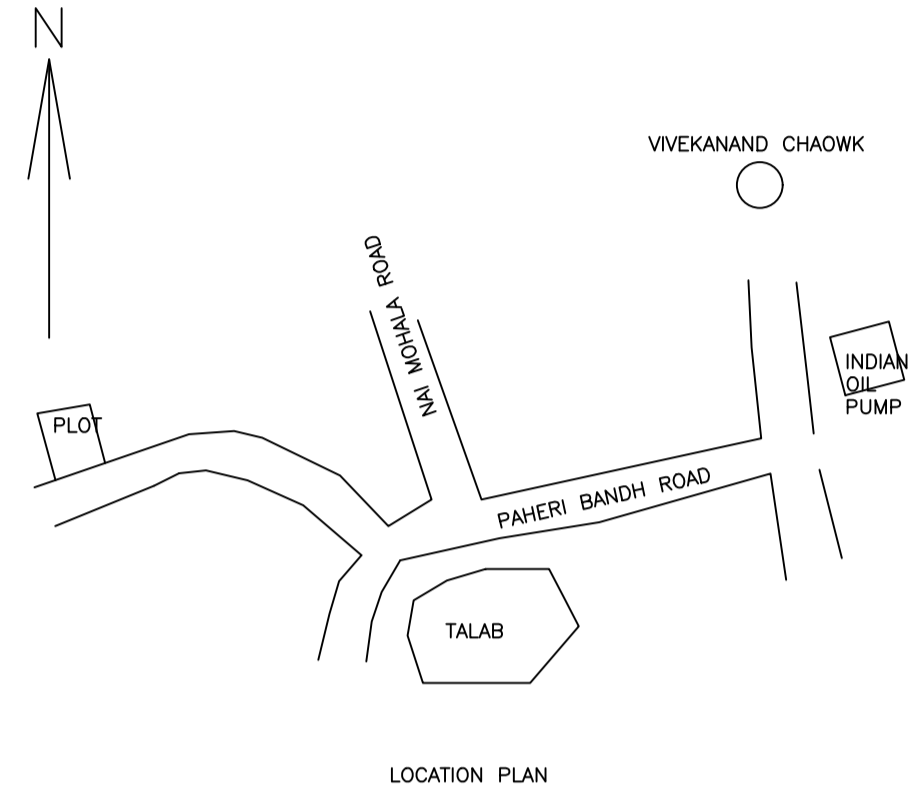 N
VIVEKANAND CHAOWK
NAI MOHALA ROAD
INDIAN
OIL
PUMP
PLOT
PAHERI BANDH ROAD
TALAB
LOCATION PLAN